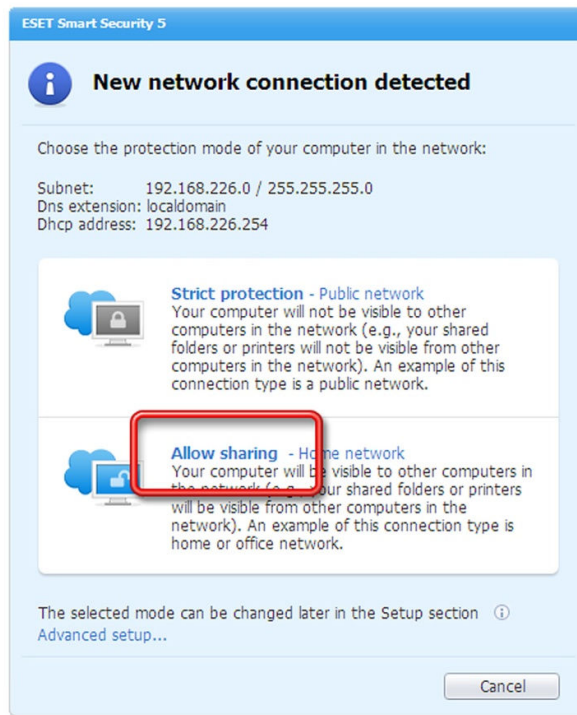 ESET Smart Security 5
New network connection detected
Choose the protection mode of your computer in the network:
Subnet: 192.168.226.0 / 255.255.255.0
Dns extension: localdomain
Dhcp address: 192.168.226.254
Strict protection - Public network
Your computer will not be visible to other
computers in the network (e.g., your shared
folders or printers will not be visible from other
computers in the network). An example of this
connection type is a public network.
Allow sharing - Home network
Your computer will be visible to other computers in
the network (e.g., your shared folders or printers
will be visible from other computers in the
network). An example of this connection type is
home or office network.
The selected mode can be changed later in the Setup section
Advanced setup...
Cancel